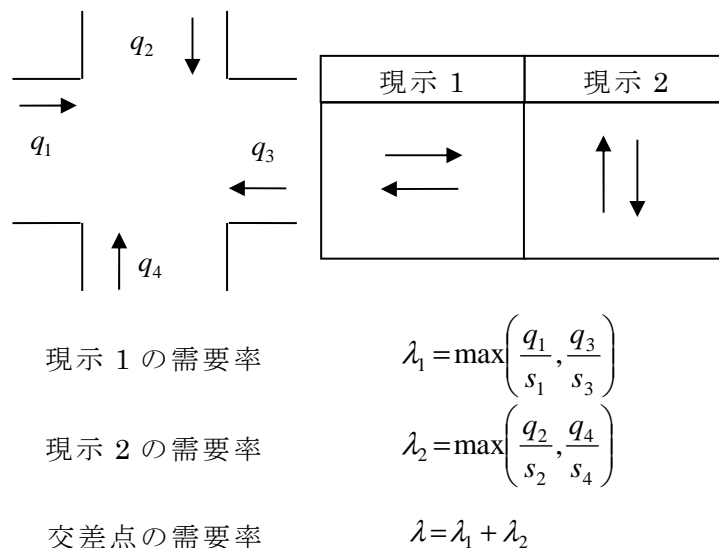 q₂
q₁
q₃
q₄
現示 1 現示 2
現示 1 の需要率 λ₁ = max(q₁/s₁, q₃/s₃)
現示 2 の需要率 λ₂ = max(q₂/s₂, q₄/s₄)
交差点の需要率 λ = λ₁ + λ₂